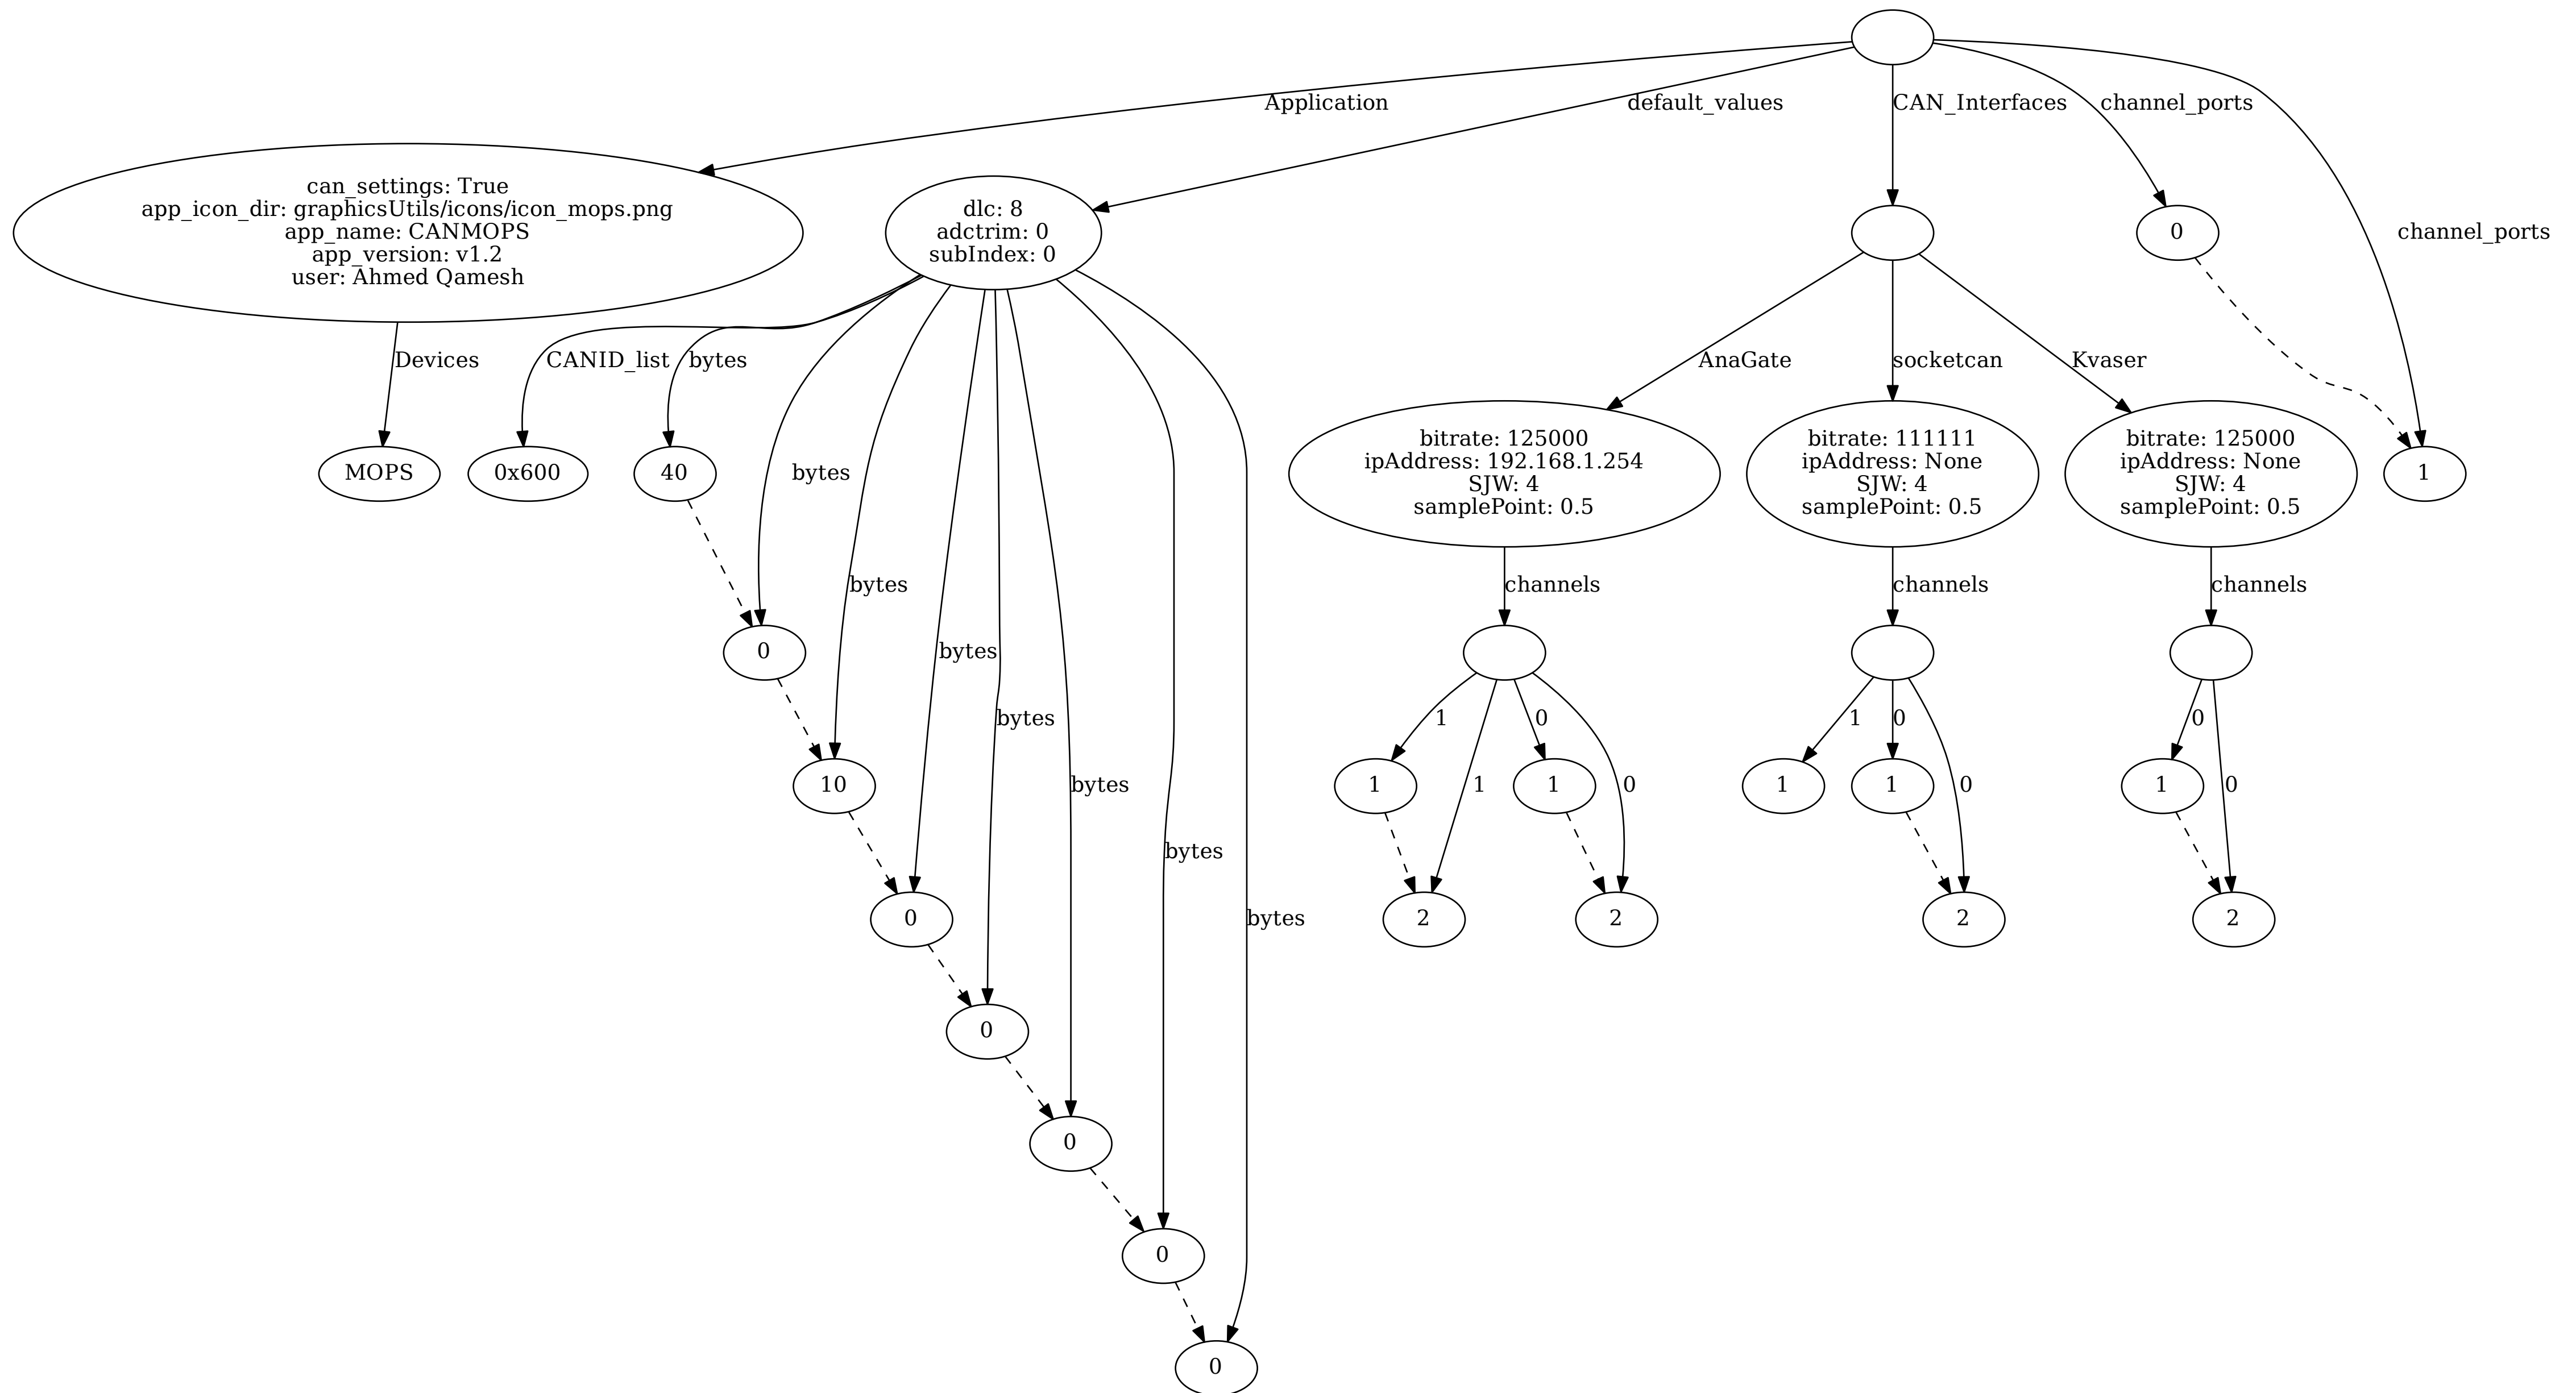 Application
default_values
CAN_Interfaces
channel_ports
channel_ports
can_settings: True
app_icon_dir: graphicsUtils/icons/icon_mops.png
app_name: CANMOPS
app_version: v1.2
user: Ahmed Qamesh
dlc: 8
adctrim: 0
subIndex: 0
0
Devices
CANID_list
bytes
AnaGate
socketcan
Kvaser
MOPS
0x600
40
bytes
bitrate: 125000
ipAddress: 192.168.1.254
SJW: 4
samplePoint: 0.5
bitrate: 111111
ipAddress: None
SJW: 4
samplePoint: 0.5
bitrate: 125000
ipAddress: None
SJW: 4
samplePoint: 0.5
1
bytes
channels
channels
channels
0
bytes
bytes
1
0
1
0
0
10
bytes
1
1
1
0
1
1
0
1
0
bytes
0
bytes
2
2
2
2
0
0
0
0